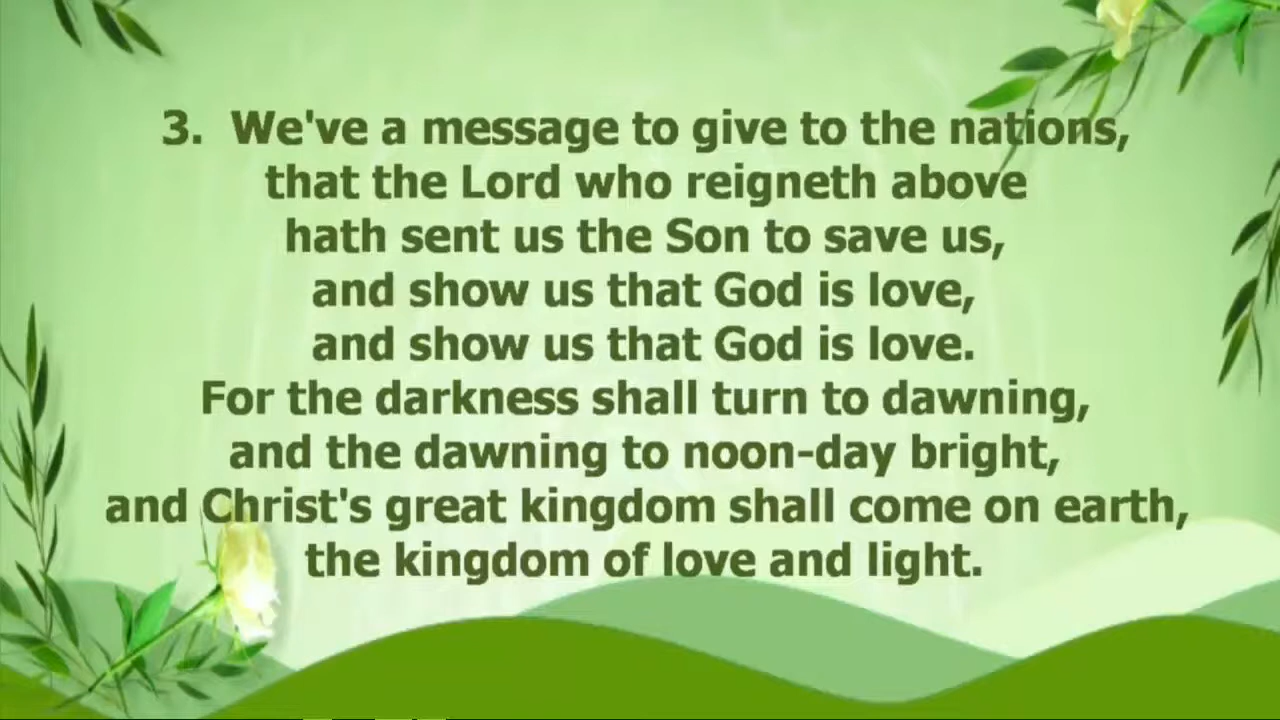 3. We've a message to give to the nations,
that the Lord who reigneth above
hath sent us the Son to save us,
and show us that God is love,
and show us that God is love.
For the darkness shall turn to dawning,
and the dawning to noon-day bright,
and Christ's great kingdom shall come on earth,
the kingdom of love and light.